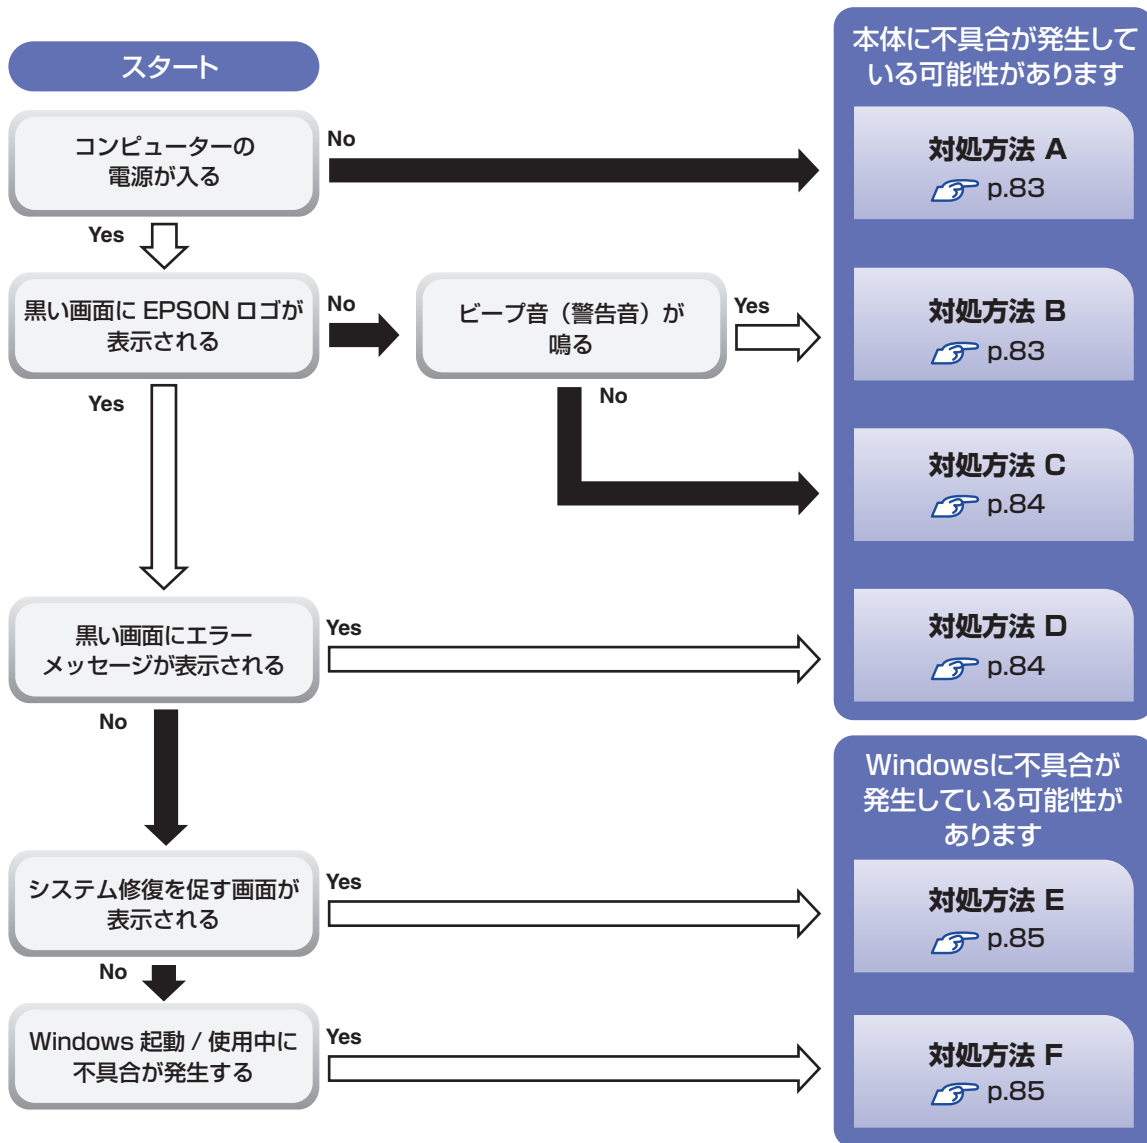 スタート
コンピューターの
電源が入る
No
Yes
黒い画面に EPSON ロゴが
表示される
No
ビープ音（警告音）が
鳴る
Yes
No
Yes
黒い画面にエラー
メッセージが表示される
Yes
No
システム修復を促す画面が
表示される
Yes
No
Windows 起動 / 使用中に
不具合が発生する
Yes
本体に不具合が発生して
いる可能性があります
対処方法 A
p.83
対処方法 B
p.83
対処方法 C
p.84
対処方法 D
p.84
Windowsに不具合が
発生している可能性が
あります
対処方法 E
p.85
対処方法 F
p.85